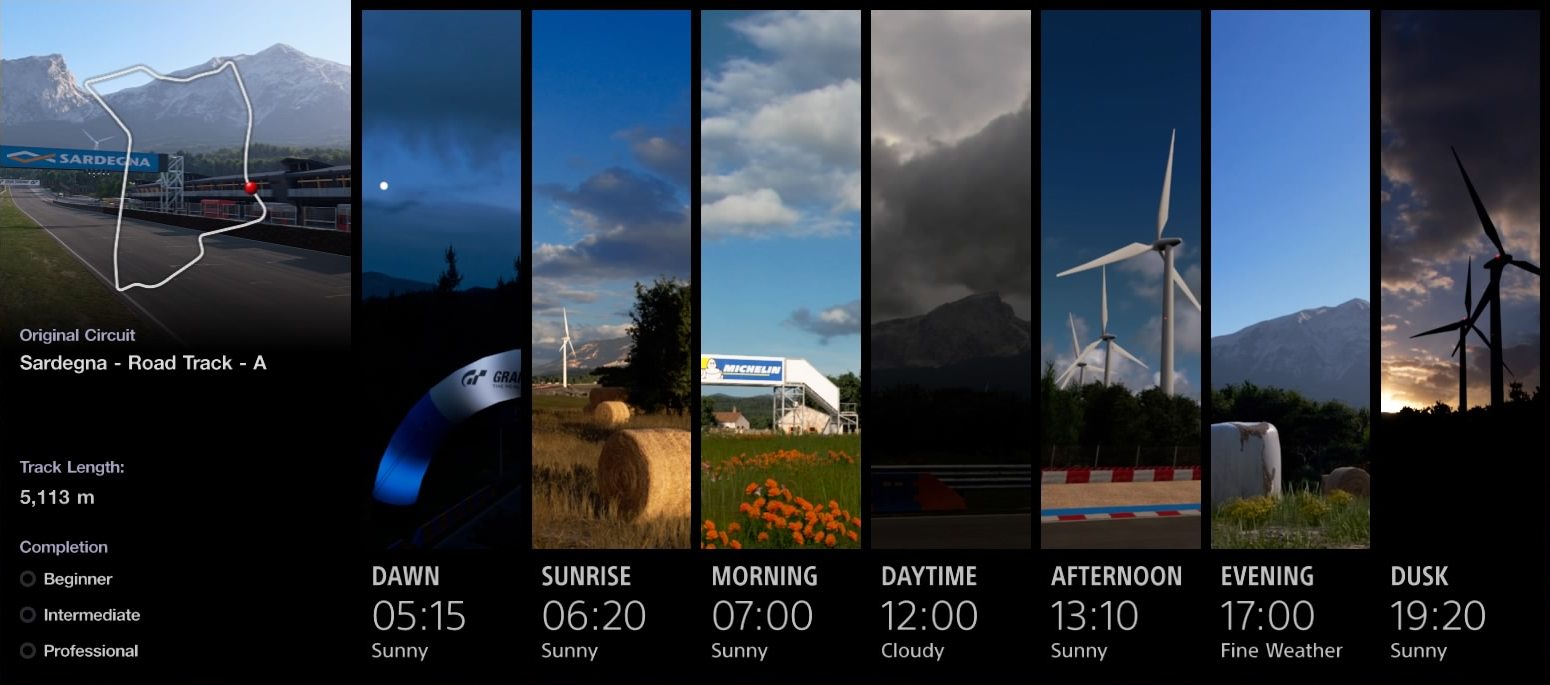 SARDEGNA
Original Circuit
Sardegna - Road Track - A
Track Length:
5,113 m
Completion
Beginner
Intermediate
Professional
GRAN
MICHELIN
DAWN
05:15
Sunny
SUNRISE
06:20
Sunny
MORNING
07:00
Sunny
DAYTIME
12:00
Cloudy
AFTERNOON
13:10
Sunny
EVENING
17:00
Fine Weather
DUSK
19:20
Sunny